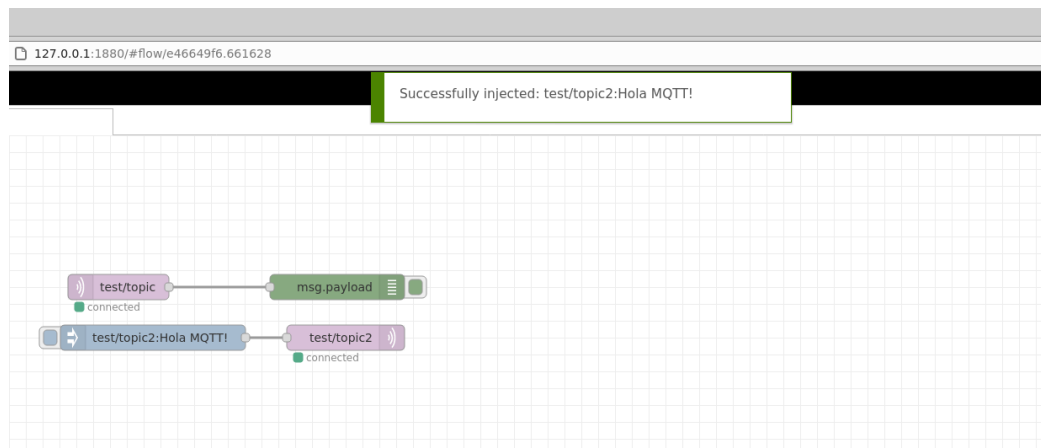 127.0.0.1:1880/#flow/e46649f6.661628
Successfully injected: test/topic2:Hola MQTT!
test/topic
msg.payload
connected
test/topic2:Hola MQTT!
test/topic2
connected